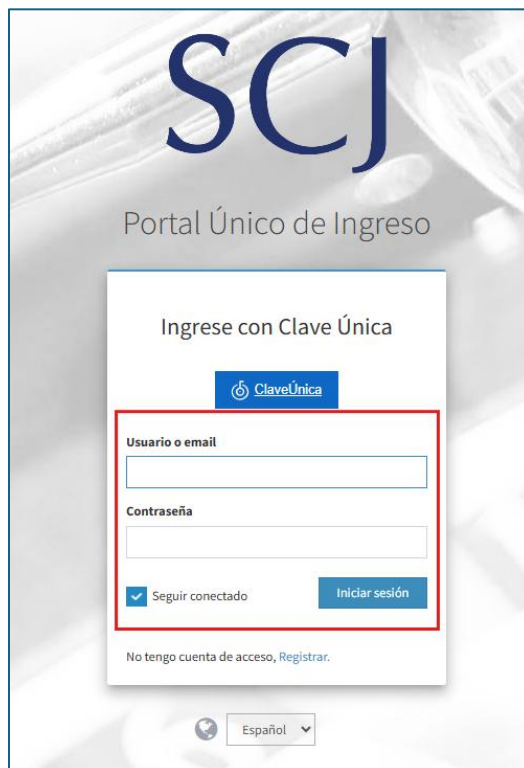 SCJ
Portal Único de Ingreso
Ingrese con Clave Única
ClaveÚnica
Usuario o email
Contraseña
Seguir conectado
Iniciar sesión
No tengo cuenta de acceso, Registrar.
Español